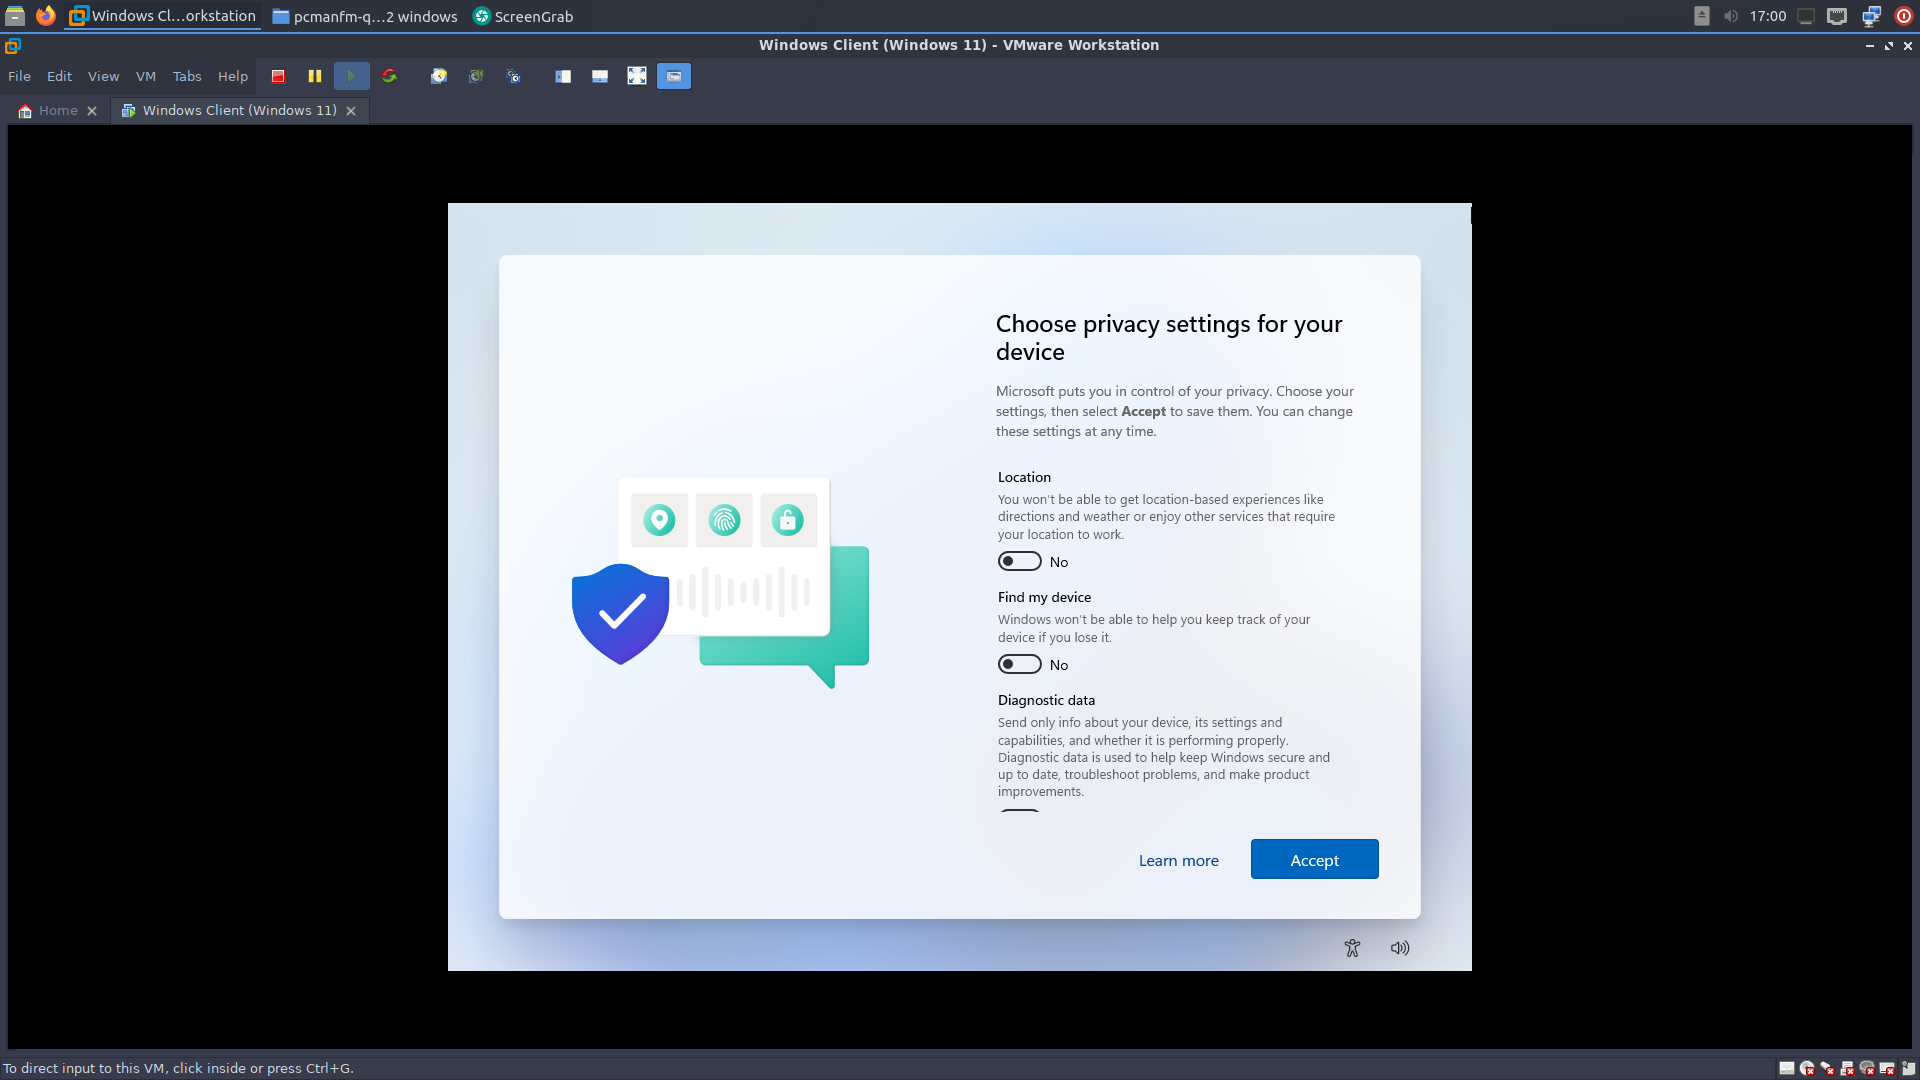 Windows Cl...orkstation
pcmanfm-q...2 windows
ScreenGrab
17:00
Windows Client (Windows 11) - VMware Workstation
File Edit View VM Tabs Help
Home
Windows Client (Windows 11)
Choose privacy settings for your
device
Microsoft puts you in control of your privacy. Choose your
settings, then select Accept to save them. You can change
these settings at any time.
Location
You won't be able to get location-based experiences like
directions and weather or enjoy other services that require
your location to work.
No
Find my device
Windows won't be able to help you keep track of your
device if you lose it.
No
Diagnostic data
Send only info about your device, its settings and
capabilities, and whether it is performing properly.
Diagnostic data is used to help keep Windows secure and
up to date, troubleshoot problems, and make product
improvements.
Learn more
Accept
To direct input to this VM, click inside or press Ctrl+G.